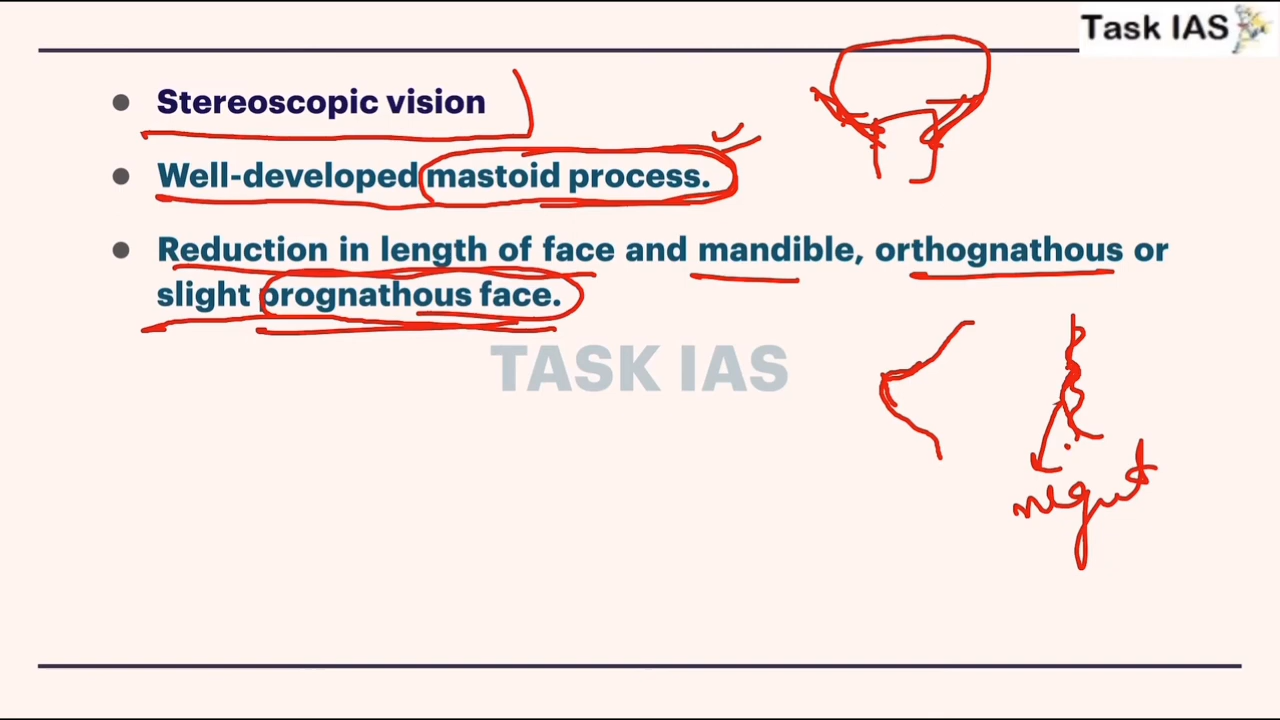 Task IAS
Stereoscopic vision
Well-developed mastoid process.
Reduction in length of face and mandible, orthognathous or
slight prognathous face.
TASK IAS